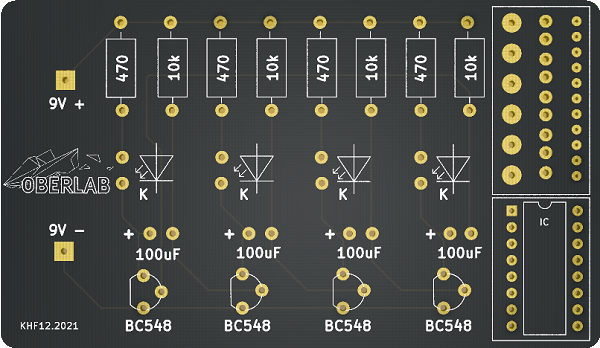 470 10k 470 10k 470 10k 470 10k
9V +
OBERLAB
K K K K
9V -
+ + + +
100uF 100uF 100uF 100uF
IC
KHF12.2021
BC548 BC548 BC548 BC548